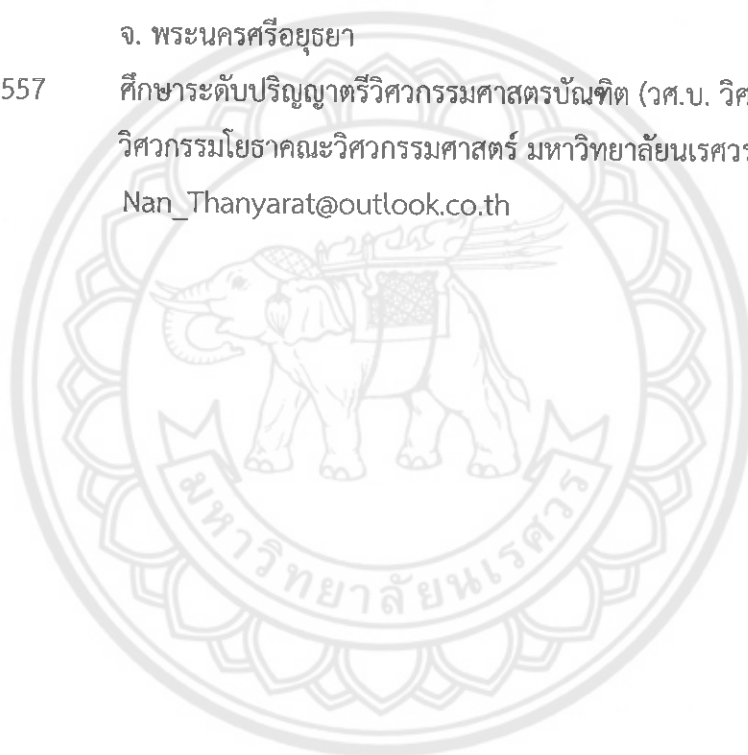 จ. พระนครศรีอยุธยา
557 ศึกษาระดับปริญญาตรีวิศวกรรมศาสตรบัณฑิต (วศ.บ. วิศ
วิศวกรรมโยธาคณะวิศวกรรมศาสตร์ มหาวิทยาลัยนเรศวร
Nan_Thanyarat@outlook.co.th
มหาวิทยาลัยนเรศวร